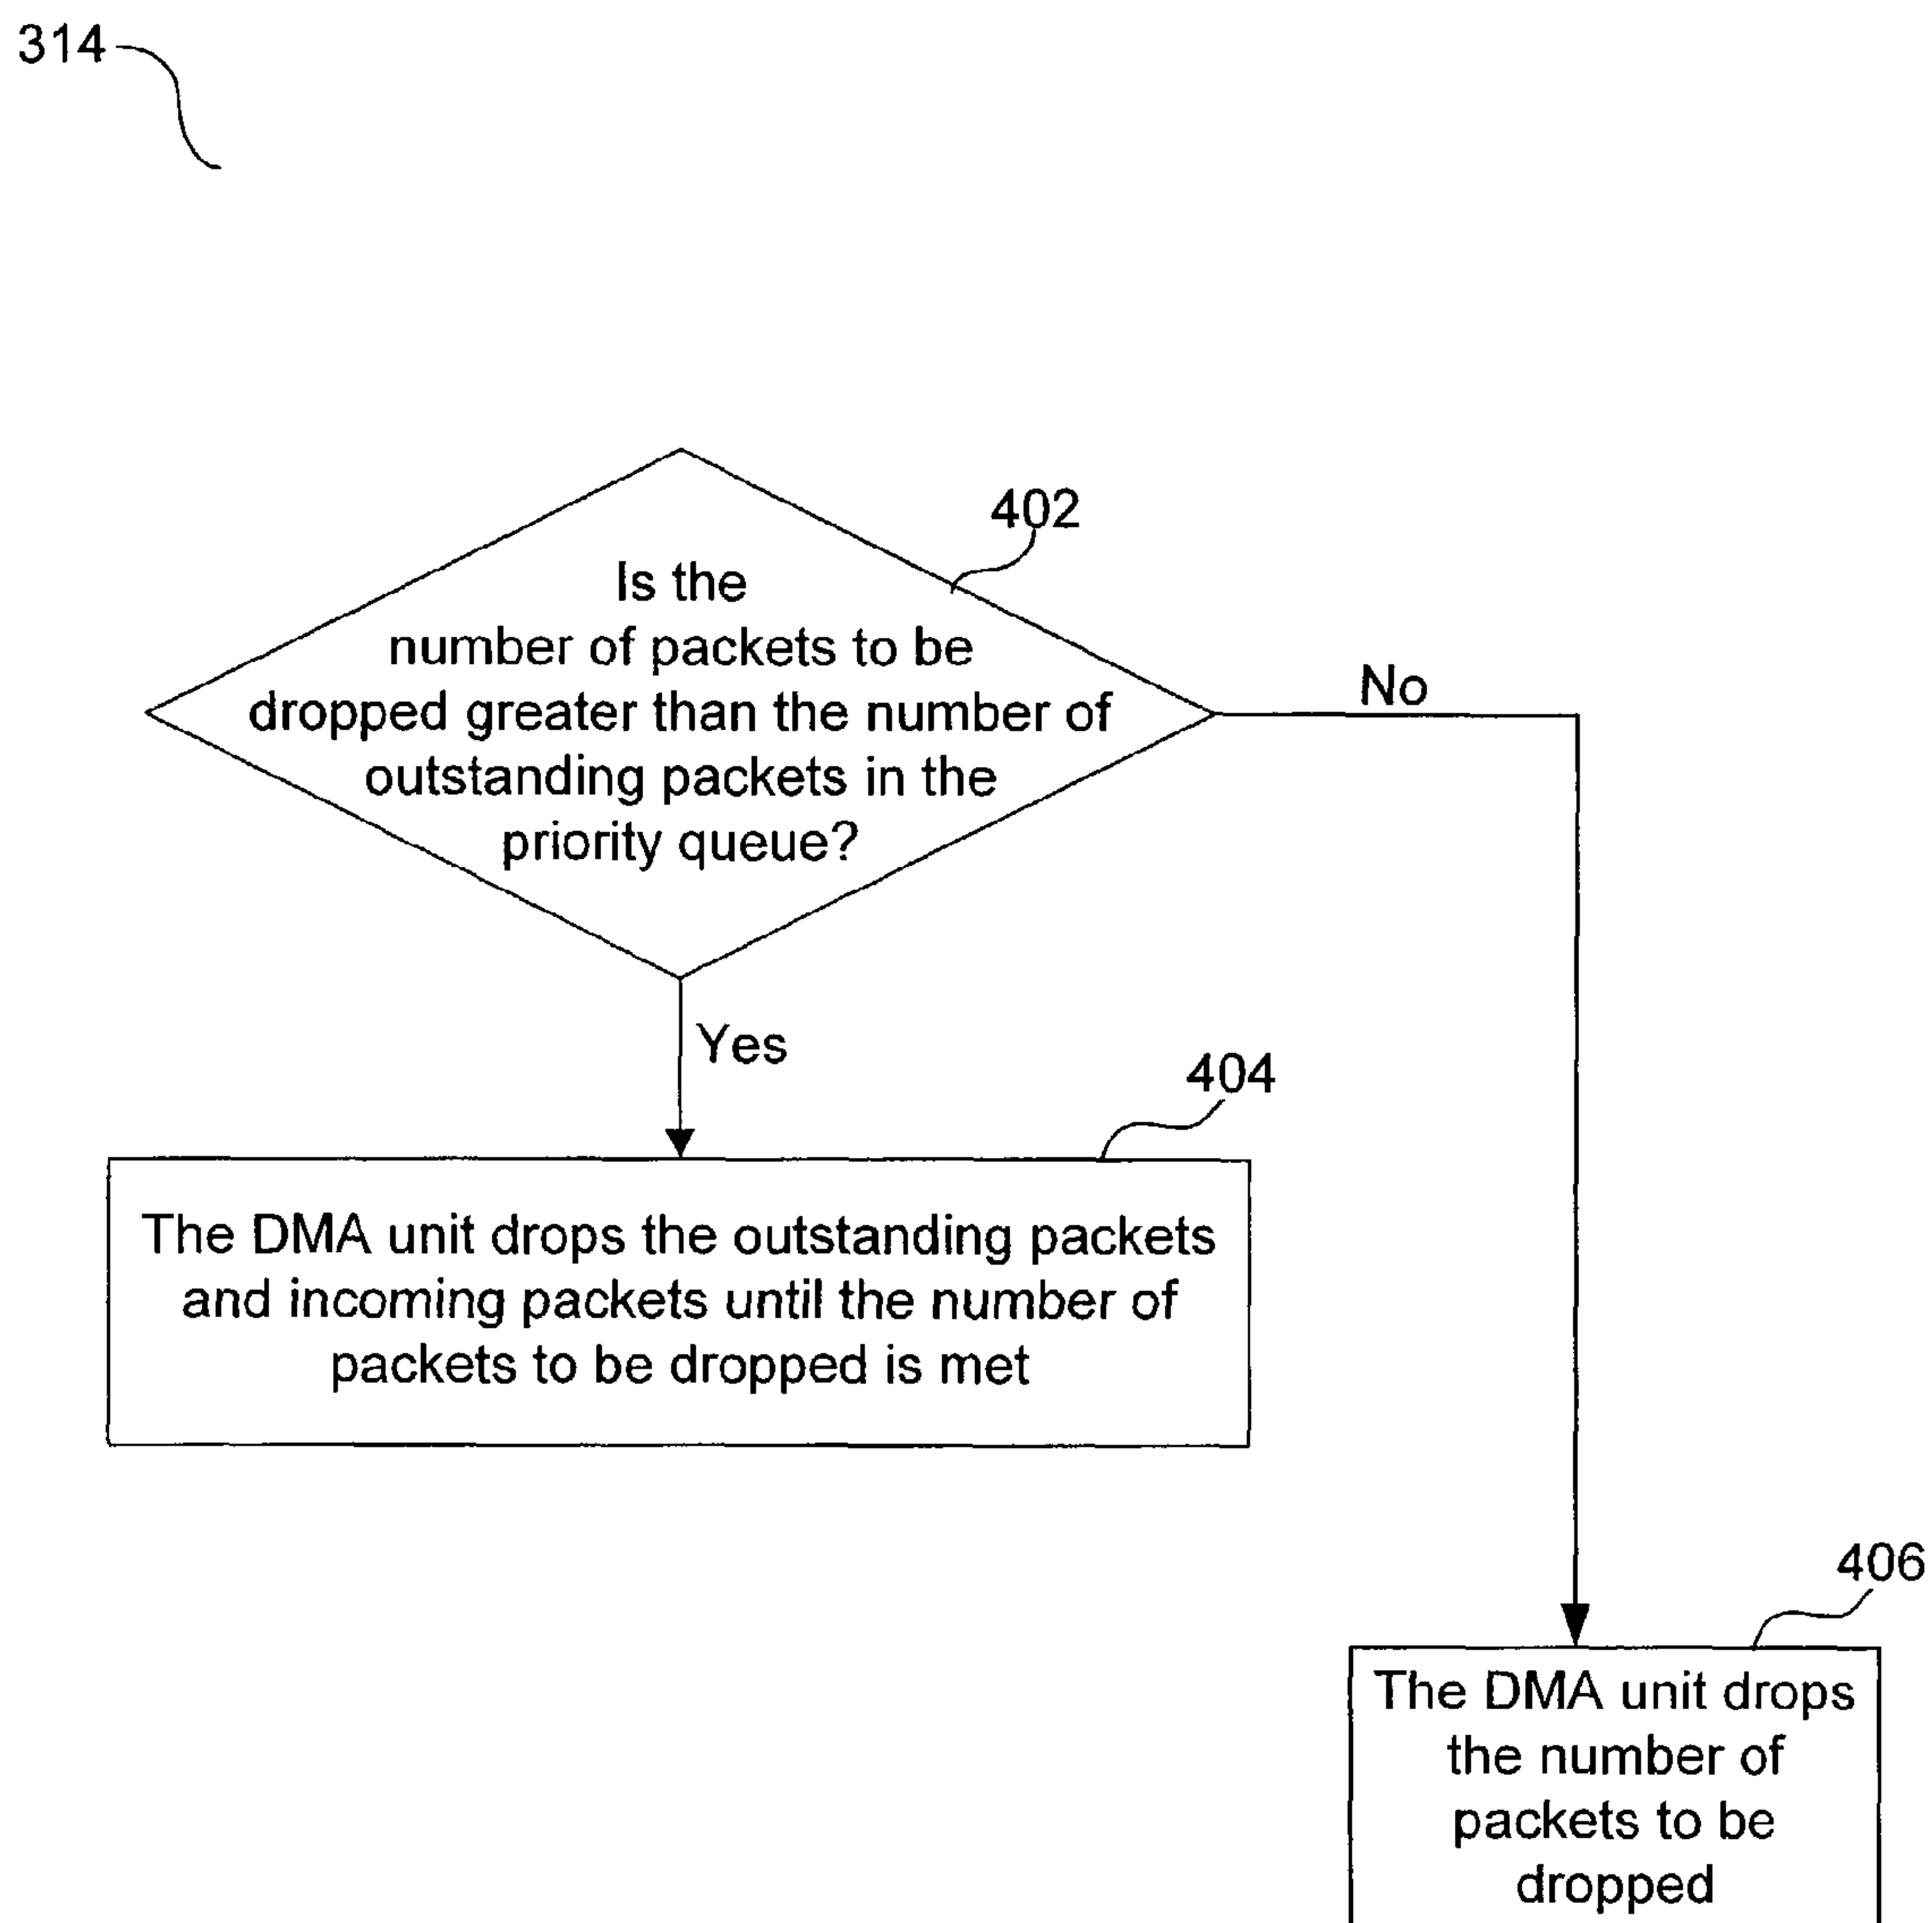 314
402
Is the
number of packets to be
dropped greater than the number of
outstanding packets in the
priority queue?
No
Yes
404
The DMA unit drops the outstanding packets
and incoming packets until the number of
packets to be dropped is met
406
The DMA unit drops
the number of
packets to be
dropped